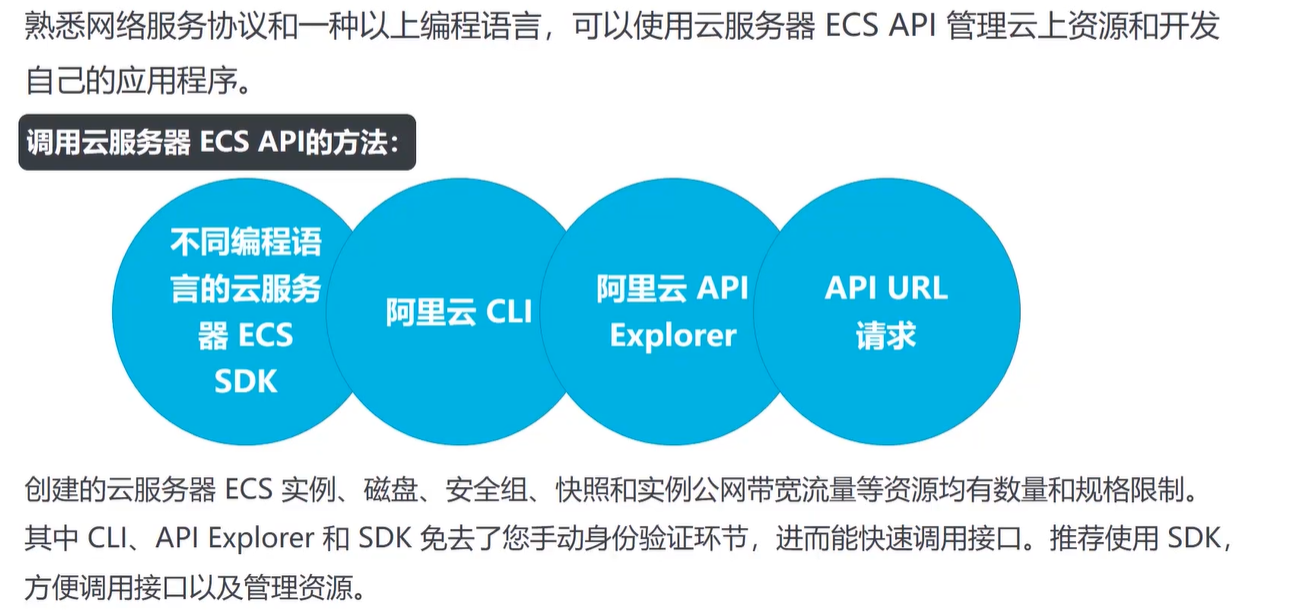 熟悉网络服务协议和一种以上编程语言，可以使用云服务器 ECS API 管理云上资源和开发
自己的应用程序。
调用云服务器 ECS API的方法：
不同编程语
言的云服务
器 ECS
SDK
阿里云 CLI
阿里云 API
Explorer
API URL
请求
创建的云服务器 ECS 实例、磁盘、安全组、快照和实例公网带宽流量等资源均有数量和规格限制。
其中 CLI、API Explorer 和 SDK 免去了您手动身份验证环节，进而能快速调用接口。推荐使用 SDK，
方便调用接口以及管理资源。